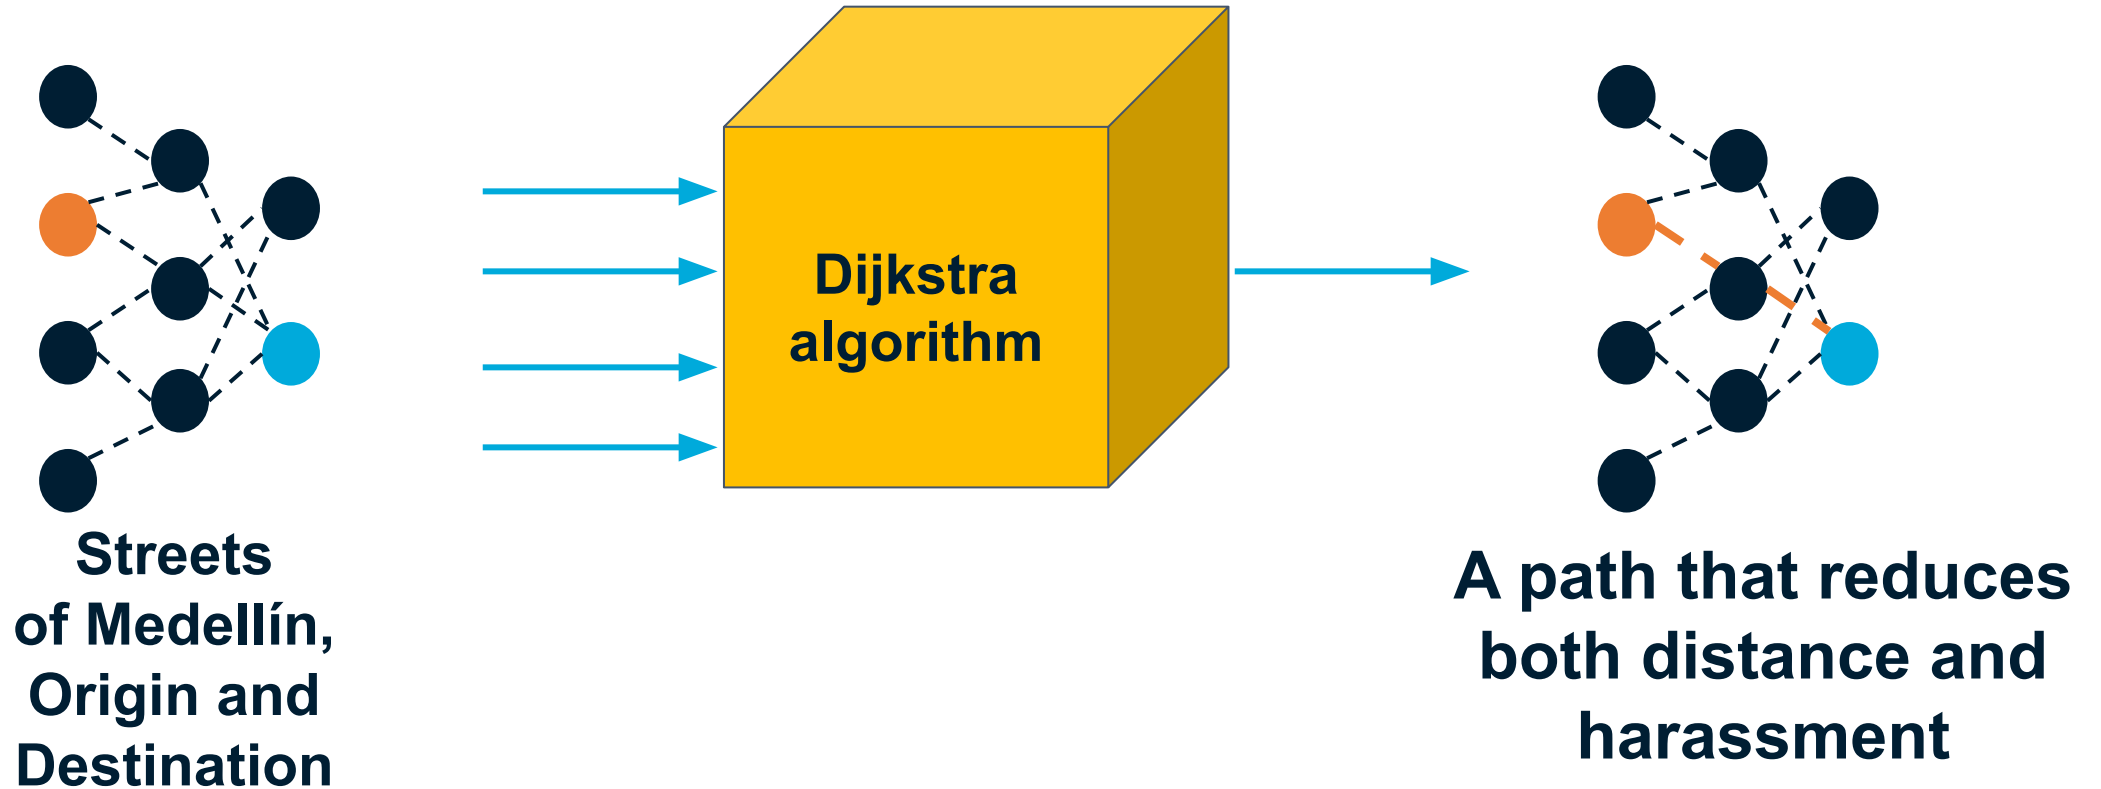 Dijkstra
algorithm
Streets
of Medellín,
Origin and
Destination
A path that reduces
both distance and
harassment